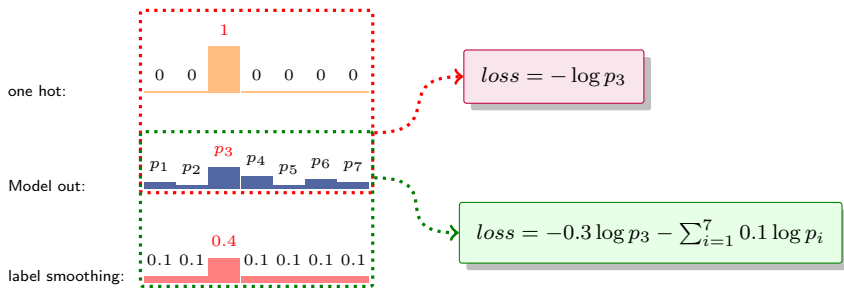 1
0 0 0 0 0 0
one hot:
loss = − log p₃
p₁ p₂ p₃ p₄ p₅ p₆ p₇
Model out:
loss = −0.3 log p₃ − ∑⁷ᵢ₌₁ 0.1 log pᵢ
0.4
0.1 0.1 0.1 0.1 0.1 0.1
label smoothing: